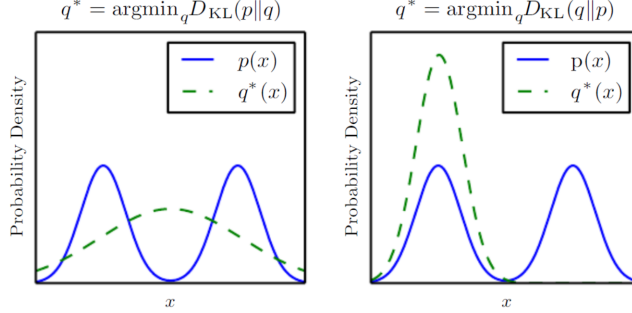 q* = argmin_q D_KL(p‖q)
p(x)
q*(x)
Probability Density
x
q* = argmin_q D_KL(q‖p)
p(x)
q*(x)
Probability Density
x